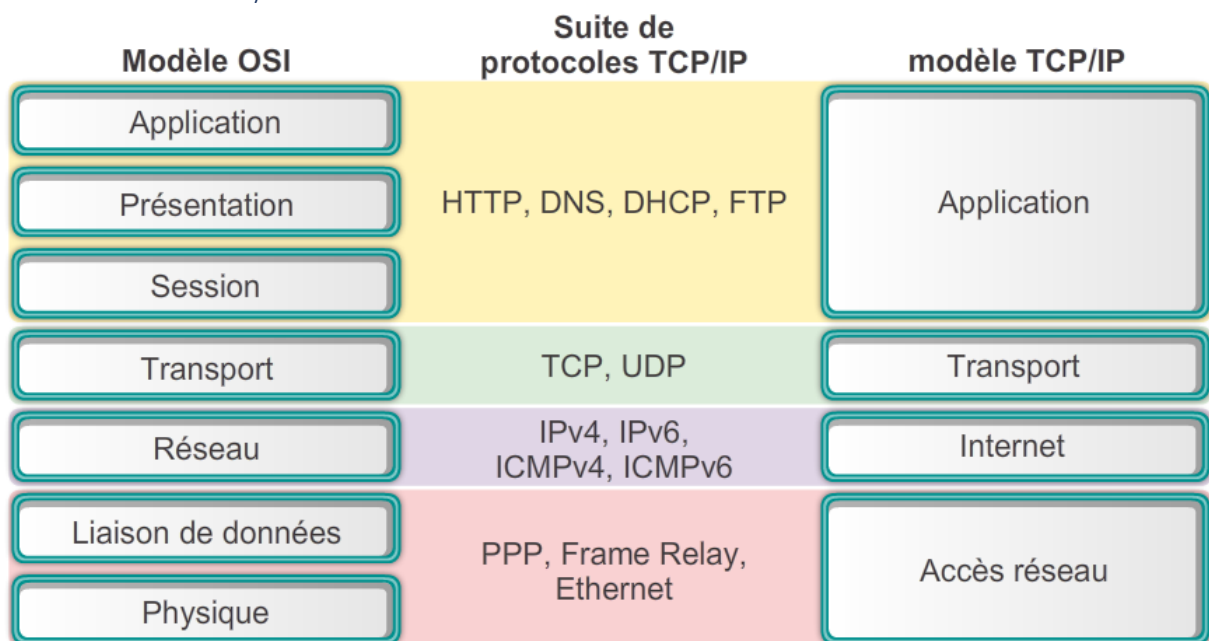 Modèle OSI
Suite de
protocoles TCP/IP
modèle TCP/IP
Application
Présentation
Session
HTTP, DNS, DHCP, FTP
Application
Transport
TCP, UDP
Transport
Réseau
IPv4, IPv6,
ICMPv4, ICMPv6
Internet
Liaison de données
Physique
PPP, Frame Relay,
Ethernet
Accès réseau